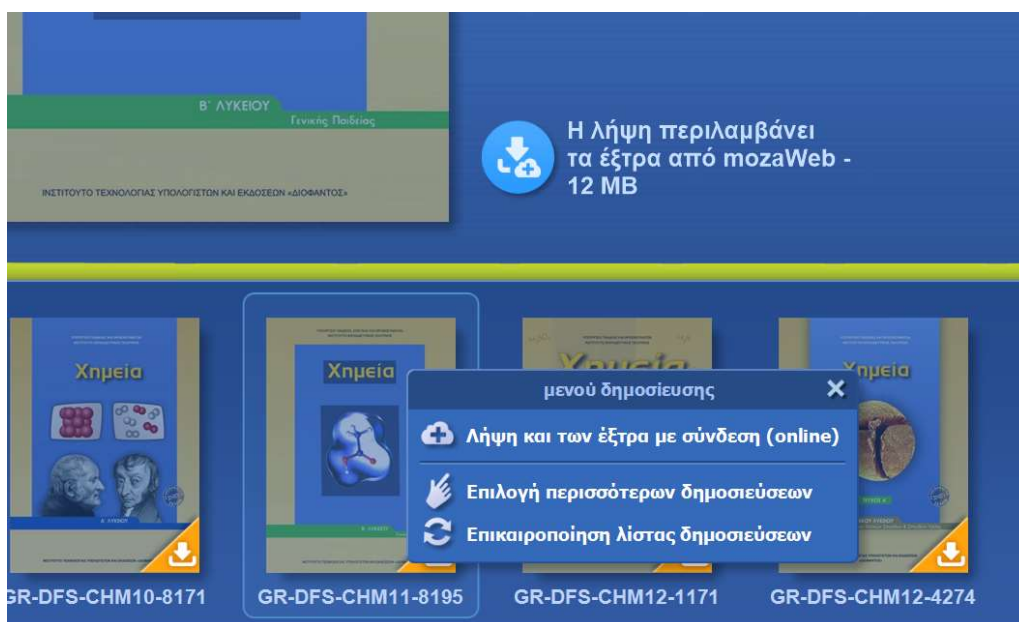 Β΄ ΛΥΚΕΙΟΥ
Γενικής Παιδείας
ΙΝΣΤΙΤΟΥΤΟ ΤΕΧΝΟΛΟΓΙΑΣ ΥΠΟΛΟΓΙΣΤΩΝ ΚΑΙ ΕΚΔΟΣΕΩΝ «ΔΙΟΦΑΝΤΟΣ»
Η λήψη περιλαμβάνει
τα έξτρα από mozaWeb -
12 MB
Χημεία
Χημεία
Χημεία
Χημεία
μενού δημοσίευσης
Λήψη και των έξτρα με σύνδεση (online)
Επιλογή περισσότερων δημοσιεύσεων
Επικαιροποίηση λίστας δημοσιεύσεων
GR-DFS-CHM10-8171
GR-DFS-CHM11-8195
GR-DFS-CHM12-1171
GR-DFS-CHM12-4274